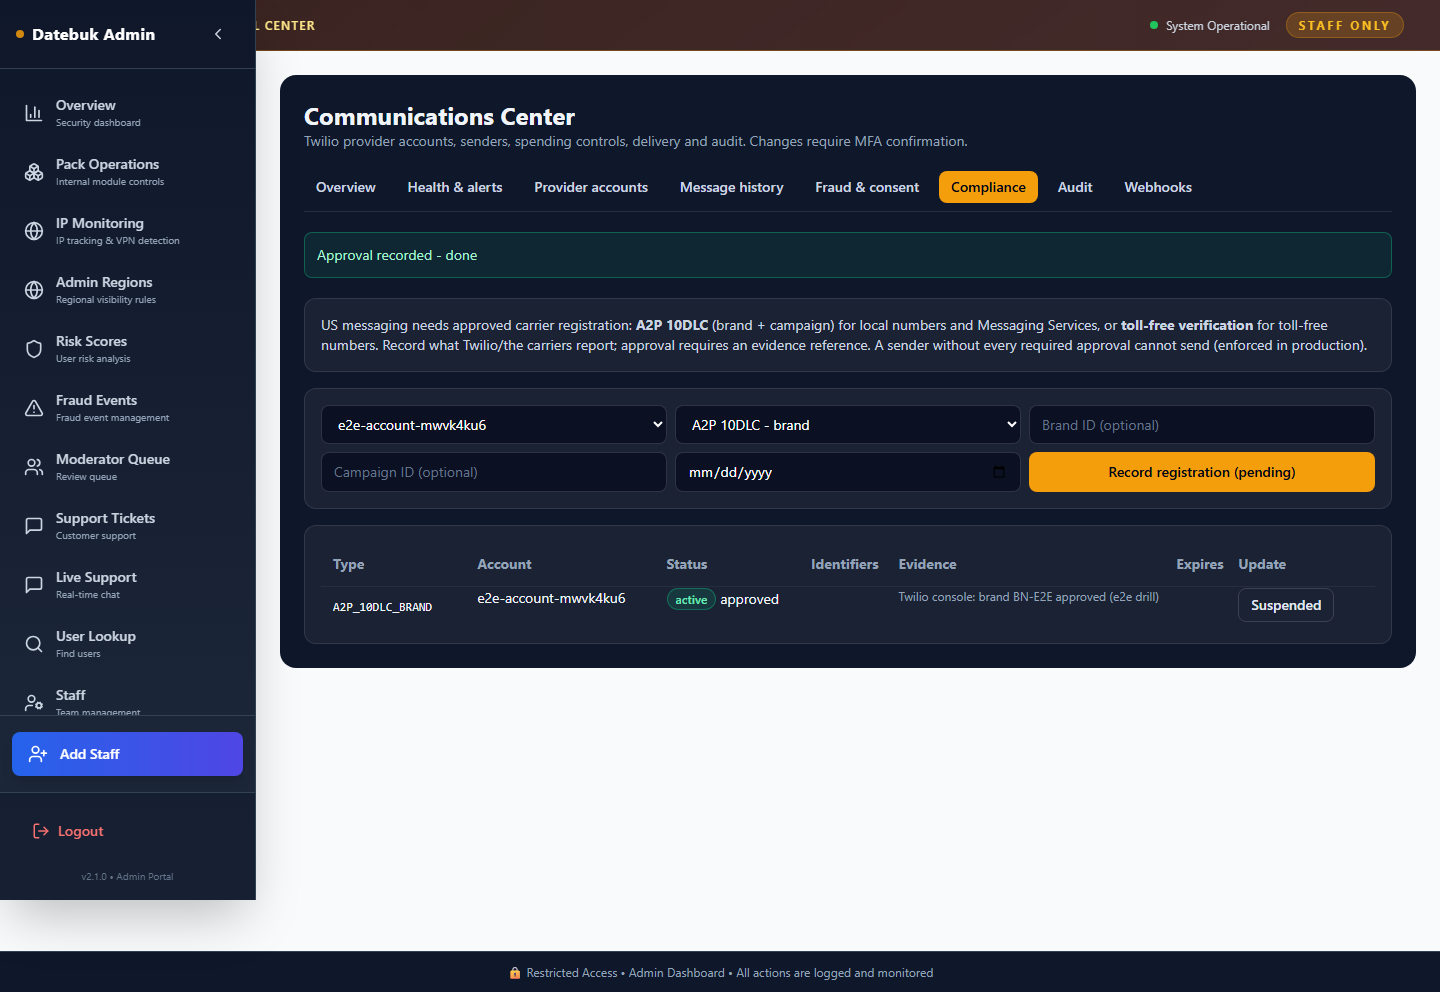 Datebuk Admin
L CENTER
System Operational
STAFF ONLY
Overview
Security dashboard
Pack Operations
Internal module controls
IP Monitoring
IP tracking & VPN detection
Admin Regions
Regional visibility rules
Risk Scores
User risk analysis
Fraud Events
Fraud event management
Moderator Queue
Review queue
Support Tickets
Customer support
Live Support
Real-time chat
User Lookup
Find users
Staff
Team management
Add Staff
Logout
v2.1.0 • Admin Portal
Communications Center
Twilio provider accounts, senders, spending controls, delivery and audit. Changes require MFA confirmation.
Overview Health & alerts Provider accounts Message history Fraud & consent Compliance Audit Webhooks
Approval recorded - done
US messaging needs approved carrier registration: A2P 10DLC (brand + campaign) for local numbers and Messaging Services, or toll-free verification for toll-free
numbers. Record what Twilio/the carriers report; approval requires an evidence reference. A sender without every required approval cannot send (enforced in production).
e2e-account-mwvk4ku6 A2P 10DLC - brand Brand ID (optional)
Campaign ID (optional) mm/dd/yyyy Record registration (pending)
Type Account Status Identifiers Evidence Expires Update
A2P_10DLC_BRAND e2e-account-mwvk4ku6 active approved Twilio console: brand BN-E2E approved (e2e drill) Suspended
Restricted Access • Admin Dashboard • All actions are logged and monitored